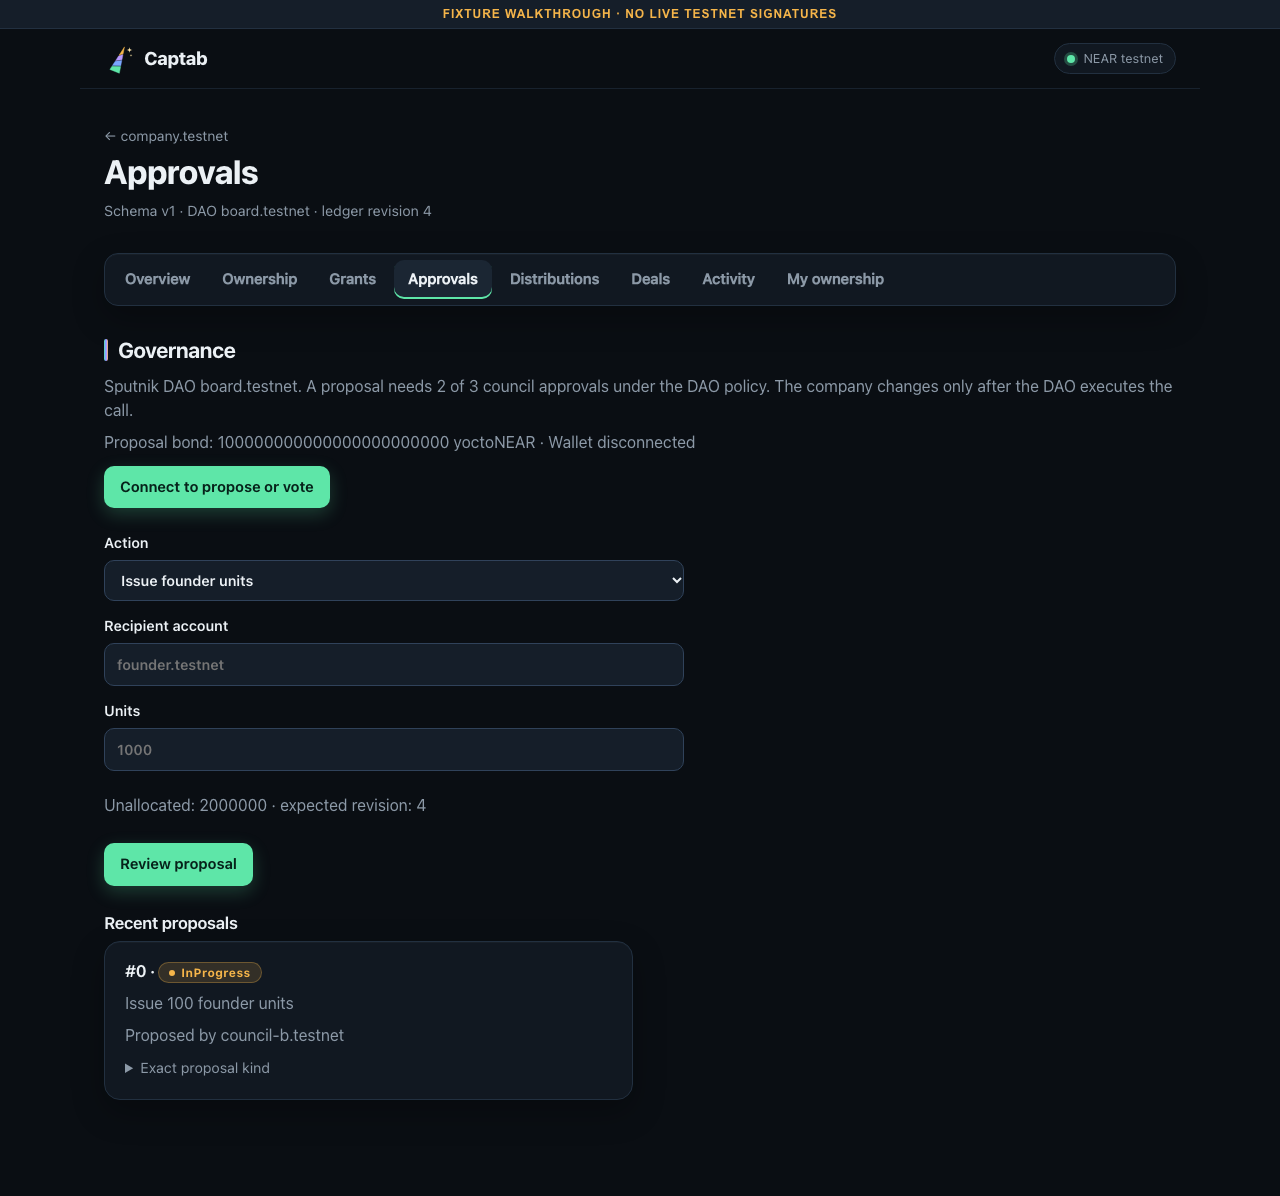 FIXTURE WALKTHROUGH · NO LIVE TESTNET SIGNATURES
Captab
NEAR testnet
← company.testnet
Approvals
Schema v1 · DAO board.testnet · ledger revision 4
Overview Ownership Grants Approvals Distributions Deals Activity My ownership
Governance
Sputnik DAO board.testnet. A proposal needs 2 of 3 council approvals under the DAO policy. The company changes only after the DAO executes the
call.
Proposal bond: 100000000000000000000000 yoctoNEAR · Wallet disconnected
Connect to propose or vote
Action
Issue founder units
Recipient account
founder.testnet
Units
1000
Unallocated: 2000000 · expected revision: 4
Review proposal
Recent proposals
#0 · InProgress
Issue 100 founder units
Proposed by council-b.testnet
▶ Exact proposal kind